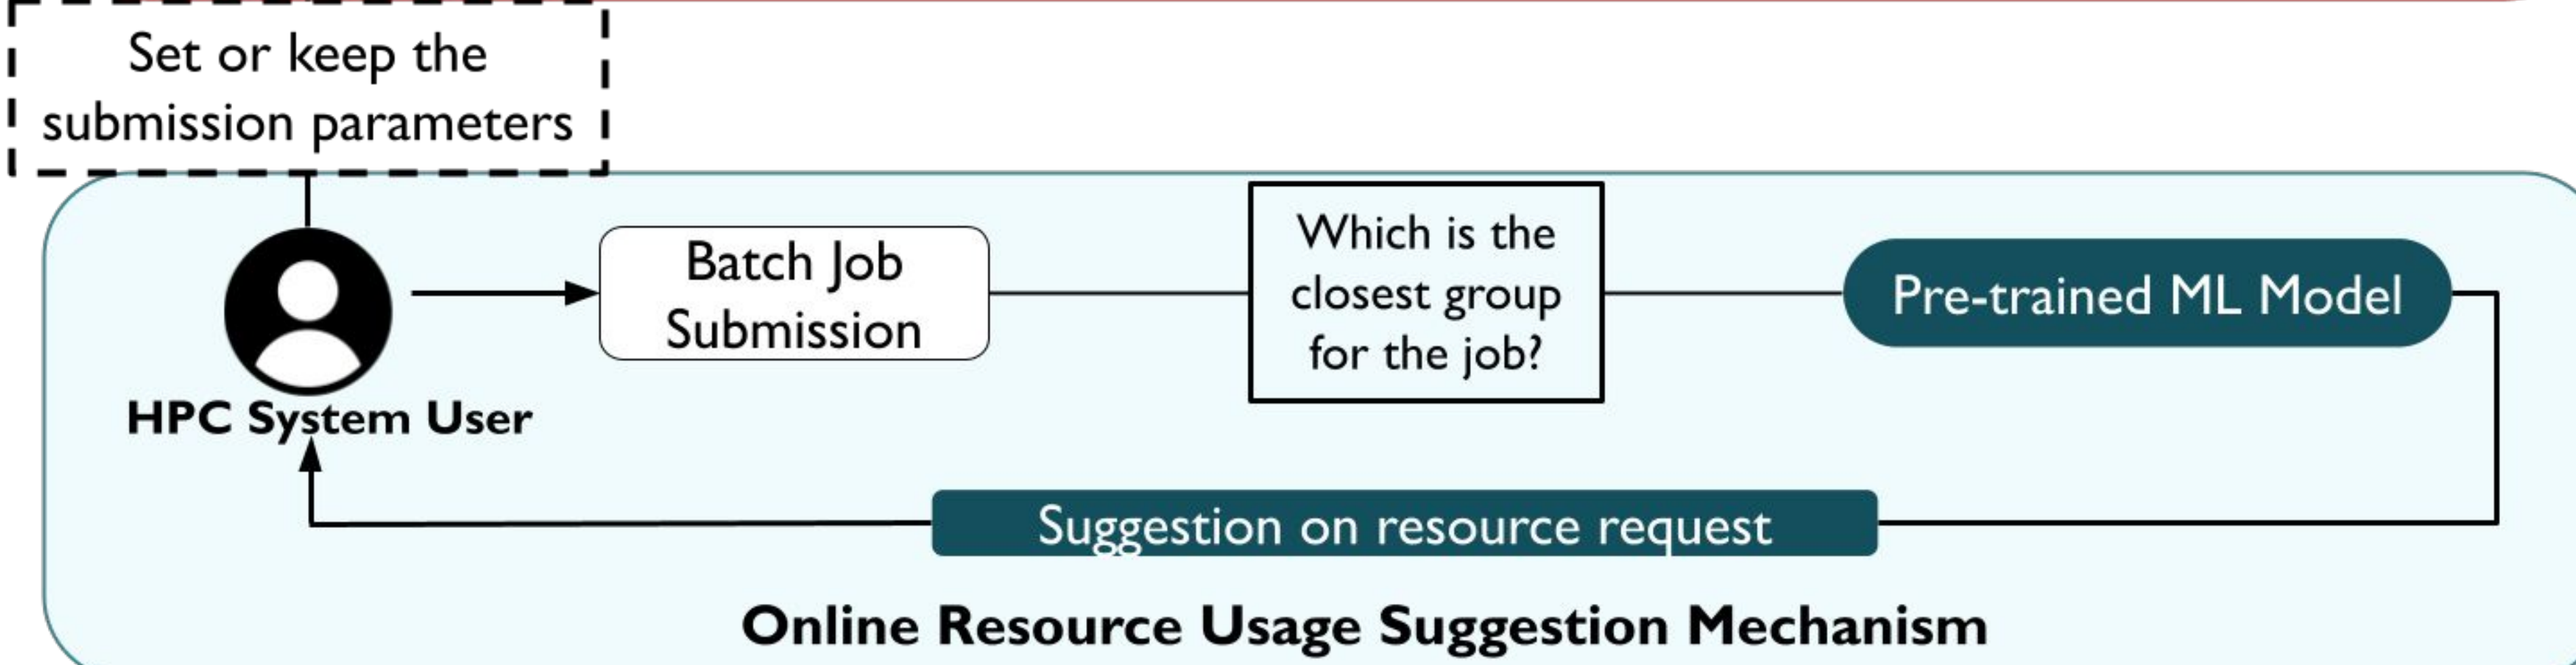 Set or keep the
submission parameters
Batch Job
Submission
Which is the
closest group
for the job?
Pre-trained ML Model
HPC System User
Suggestion on resource request
Online Resource Usage Suggestion Mechanism